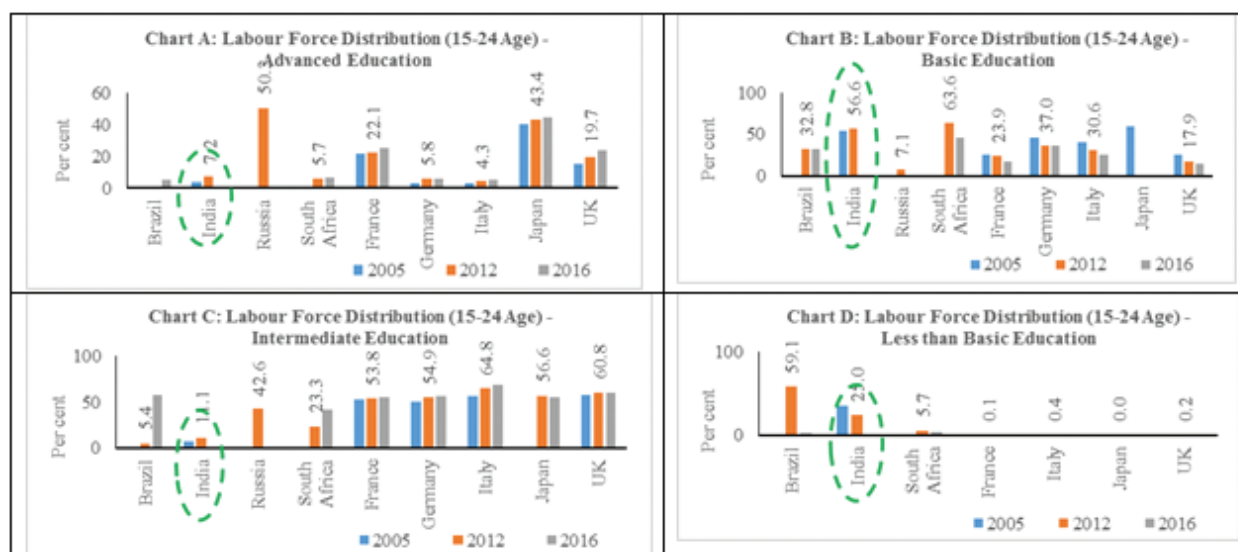 Chart A: Labour Force Distribution (15-24 Age) -
Advanced Education
Per cent
60
40
20
0
7.2
5.7
22.1
5.8
4.3
43.4
19.7
Brazil
India
Russia
South Africa
France
Germany
Italy
Japan
UK
2005 2012 2016
Chart B: Labour Force Distribution (15-24 Age) -
Basic Education
Per cent
100
50
0
32.8
56.6
7.1
63.6
23.9
37.0
30.6
17.9
Brazil
India
Russia
South Africa
France
Germany
Italy
Japan
UK
2005 2012 2016
Chart C: Labour Force Distribution (15-24 Age) -
Intermediate Education
Per cent
100
50
0
5.4
42.6
23.3
53.8
54.9
64.8
56.6
60.8
Brazil
India
Russia
South Africa
France
Germany
Italy
Japan
UK
2005 2012 2016
Chart D: Labour Force Distribution (15-24 Age) -
Less than Basic Education
Per cent
100
0
59.1
5.7
0.1
0.4
0.0
0.2
Brazil
India
South Africa
France
Italy
Japan
UK
2005 2012 2016